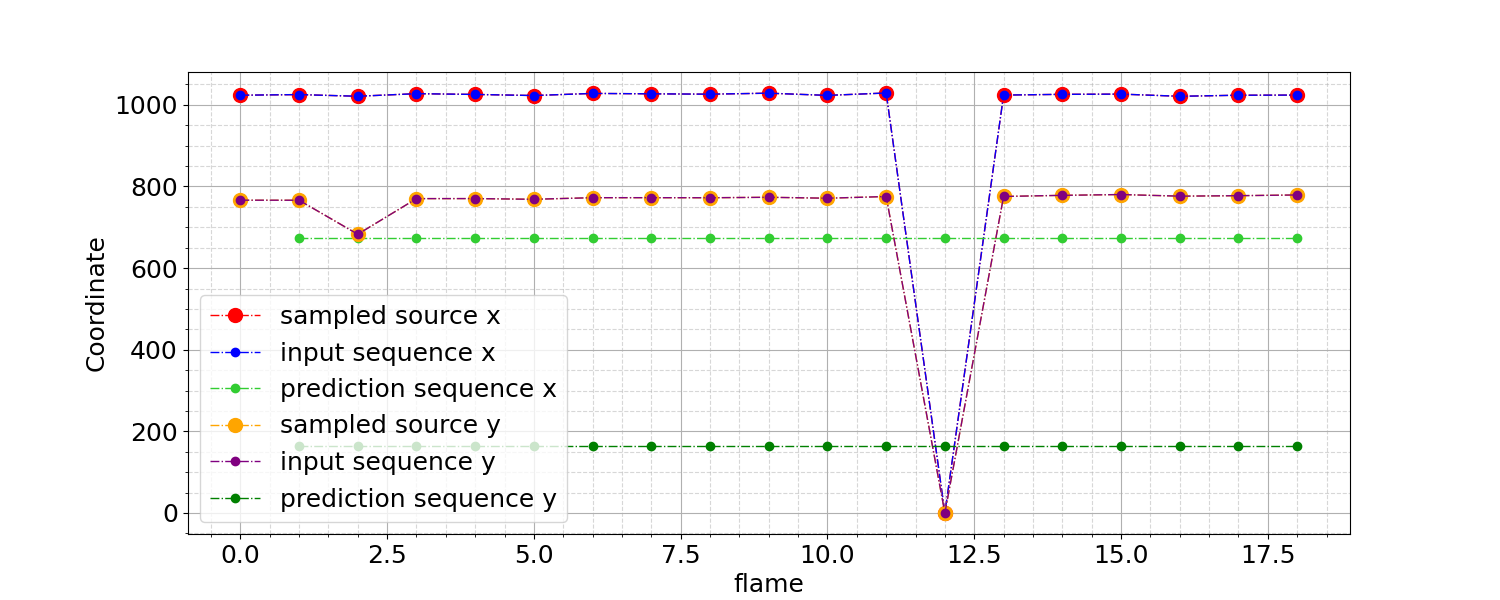 1000
800
600
400
200
0
Coordinate
sampled source x
input sequence x
prediction sequence x
sampled source y
input sequence y
prediction sequence y
0.0 2.5 5.0 7.5 10.0 12.5 15.0 17.5
flame